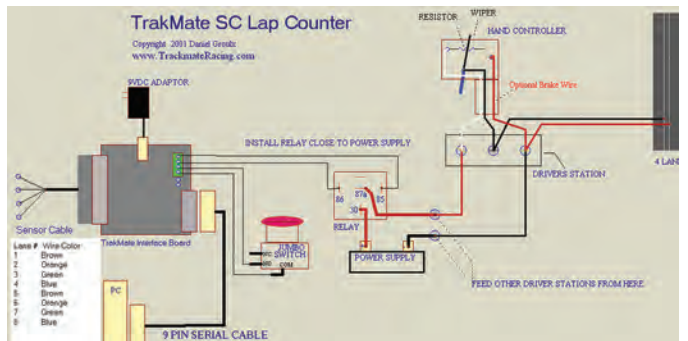 TrakMate SC Lap Counter
Copyright 2001 Daniel Groulx
www.TrackmateRacing.com
RESISTOR
WIPER
HAND CONTROLLER
Optional Brake Wire
9VDC ADAPTOR
INSTALL RELAY CLOSE TO POWER SUPPLY
DRIVERS STATION
4 LANE
86
87a
85
30
RELAY
POWER SUPPLY
FEED OTHER DRIVER STATIONS FROM HERE
JUMBO
SWITCH
COM
Sensor Cable
TrakMate Interface Board
Lane # Wire Color
1 Brown
2 Orange
3 Green
4 Blue
5 Brown
6 Orange
7 Green
8 Blue
PC
9 PIN SERIAL CABLE